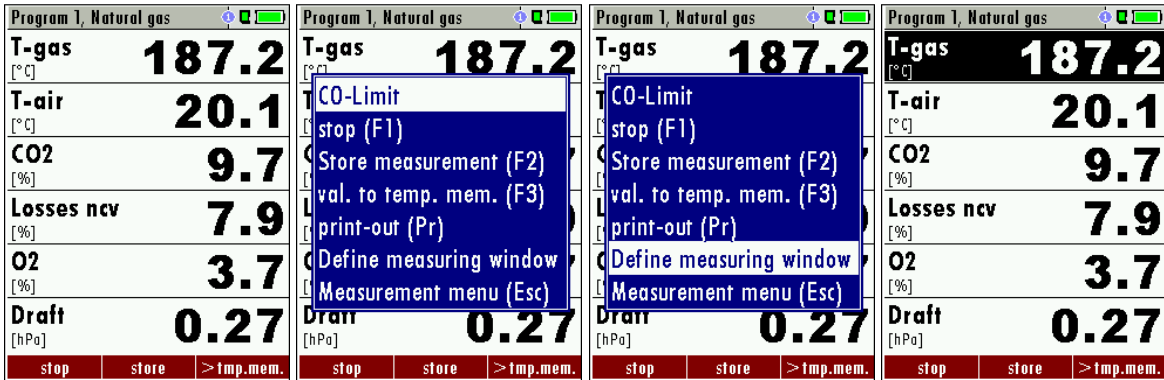 Program 1, Natural gas
T-gas
[°C]
187.2
T-air
[°C]
20.1
CO2
[%]
9.7
Losses ncv
[%]
7.9
O2
[%]
3.7
Draft
[hPa]
0.27
stop store >tmp.mem.
Program 1, Natural gas
T-gas
[°C]
187.2
CO-Limit
stop (F1)
Store measurement (F2)
val. to temp. mem. (F3)
print-out (Pr)
Define measuring window
Measurement menu (Esc)
Draft
[hPa]
0.27
stop store >tmp.mem.
Program 1, Natural gas
T-gas
[°C]
187.2
CO-Limit
stop (F1)
Store measurement (F2)
val. to temp. mem. (F3)
print-out (Pr)
Define measuring window
Measurement menu (Esc)
Draft
[hPa]
0.27
stop store >tmp.mem.
Program 1, Natural gas
T-gas
[°C]
187.2
T-air
[°C]
20.1
CO2
[%]
9.7
Losses ncv
[%]
7.9
O2
[%]
3.7
Draft
[hPa]
0.27
stop store >tmp.mem.